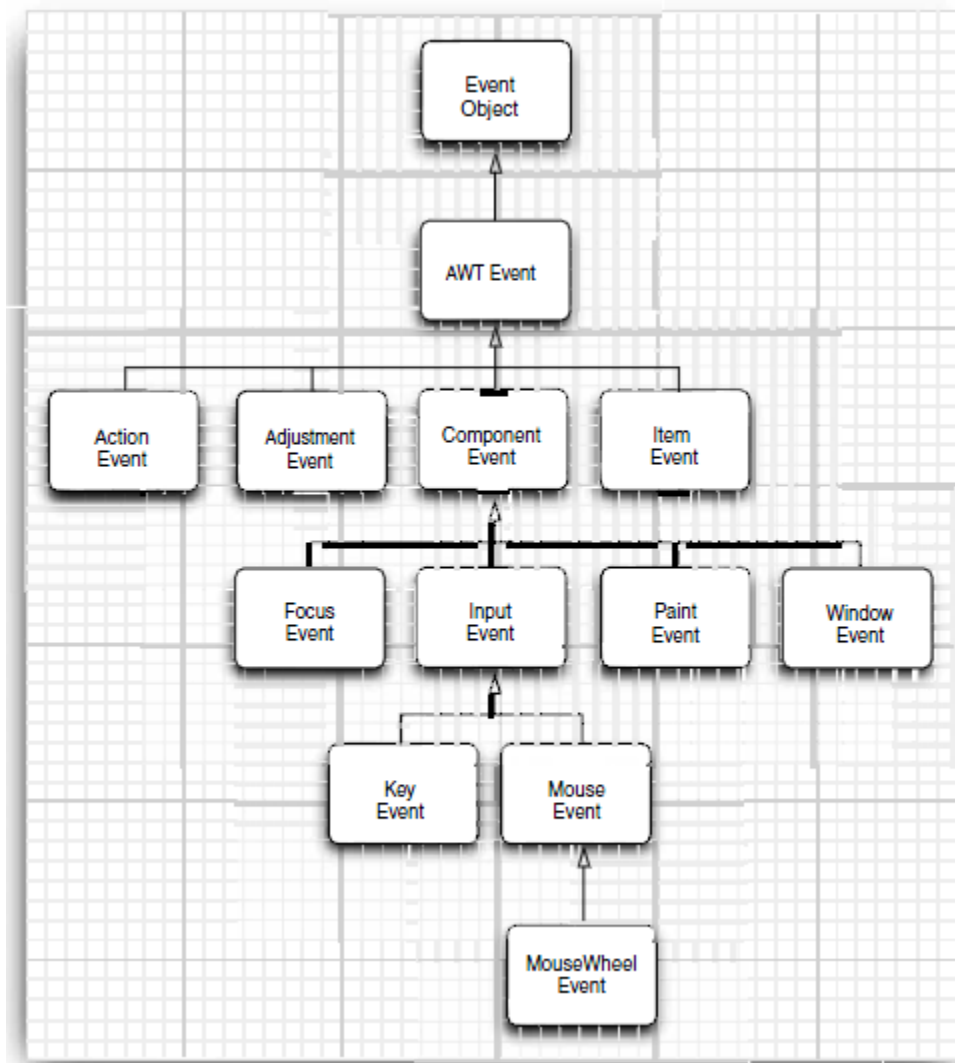 Event
Object
AWT Event
Action
Event
Adjustment
Event
Component
Event
Item
Event
Focus
Event
Input
Event
Paint
Event
Window
Event
Key
Event
Mouse
Event
MouseWheel
Event